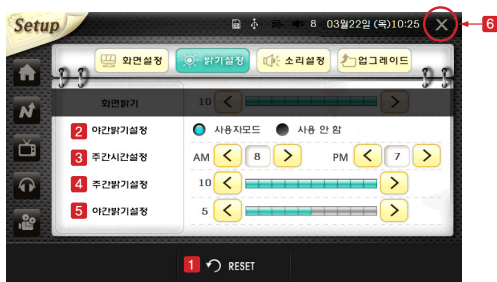 Setup 8 03월22일 (목)10:25 6
화면설정 밝기설정 소리설정 업그레이드
화면밝기 10
2 야간밝기설정 사용자모드 사용 안 함
3 주간시간설정 AM 8 PM 7
4 주간밝기설정 10
5 야간밝기설정 5
1 RESET